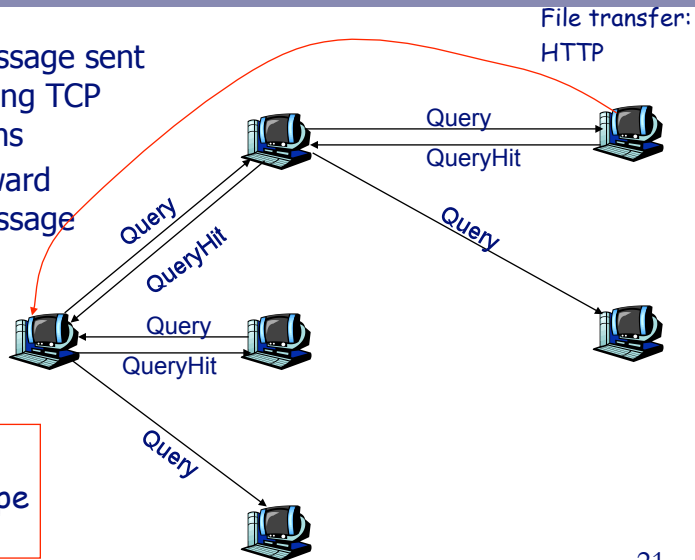 File transfer:
HTTP
ssage sent
ng TCP
ns
ward
ssage
Query
QueryHit
Query
QueryHit
Query
Query
QueryHit
Query
be
21